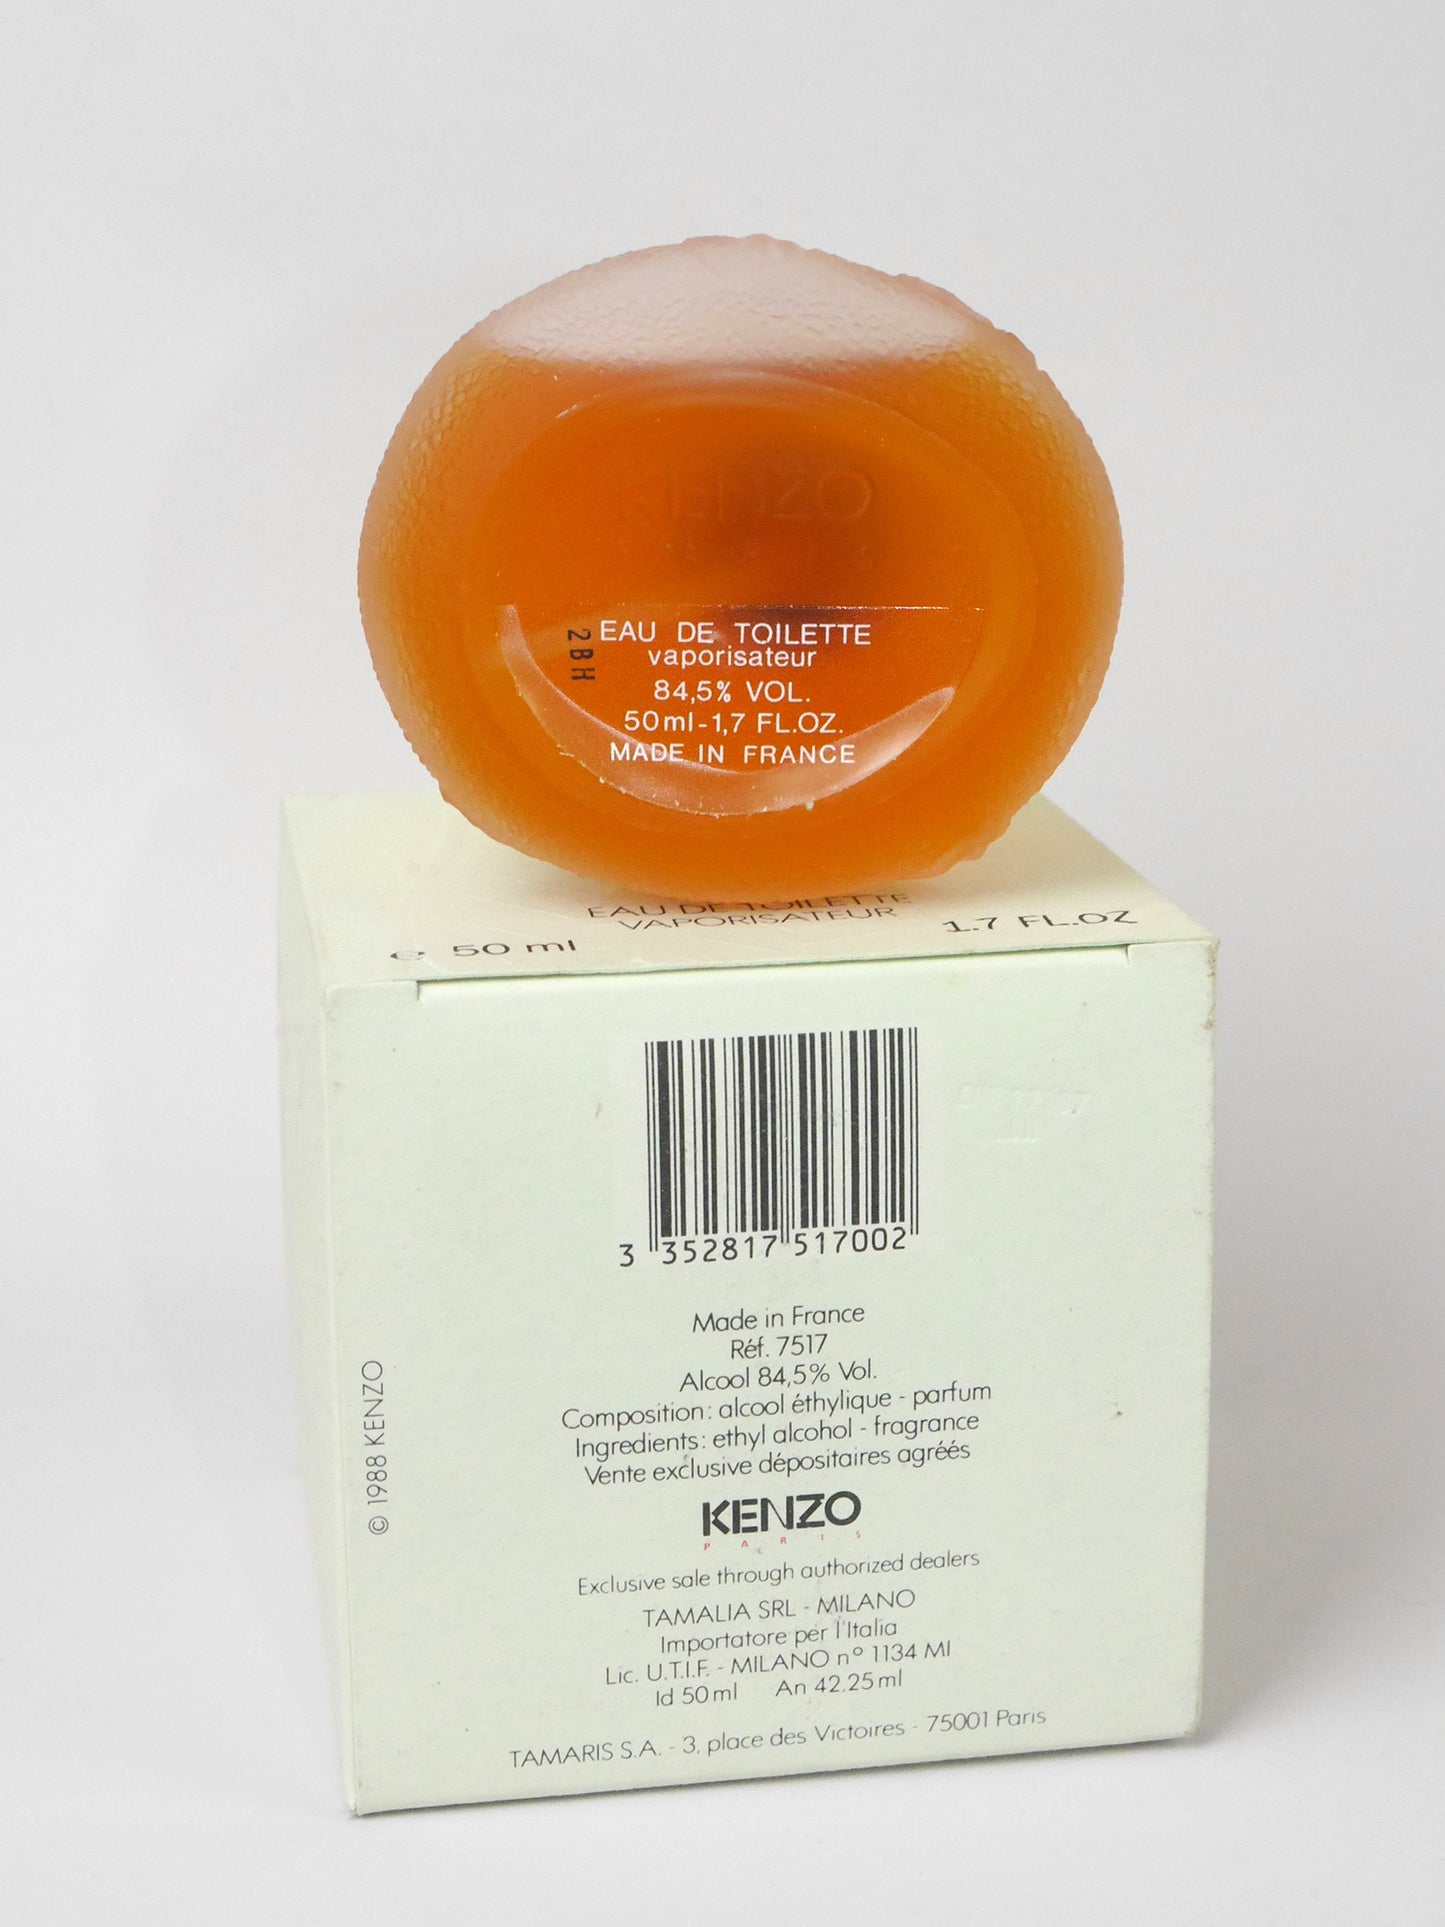 KENZO
2BH
EAU DE TOILETTE
vaporisateur
84,5% VOL.
50ml-1,7 FL.OZ.
MADE IN FRANCE
EAU DE TOILETTE
VAPORISATEUR
e 50 ml
1.7 FL.OZ
3 352817 517002
Made in France
Réf. 7517
Alcool 84,5% Vol.
Composition: alcool éthylique - parfum
Ingredients: ethyl alcohol - fragrance
Vente exclusive dépositaires agréés
KENZO
PARIS
Exclusive sale through authorized dealers
TAMALIA SRL - MILANO
Importatore per l'Italia
Lic. U.T.I.F. - MILANO n° 1134 MI
Id 50 ml An 42.25 ml
TAMARIS S.A. - 3, place des Victoires - 75001 Paris
© 1988 KENZO